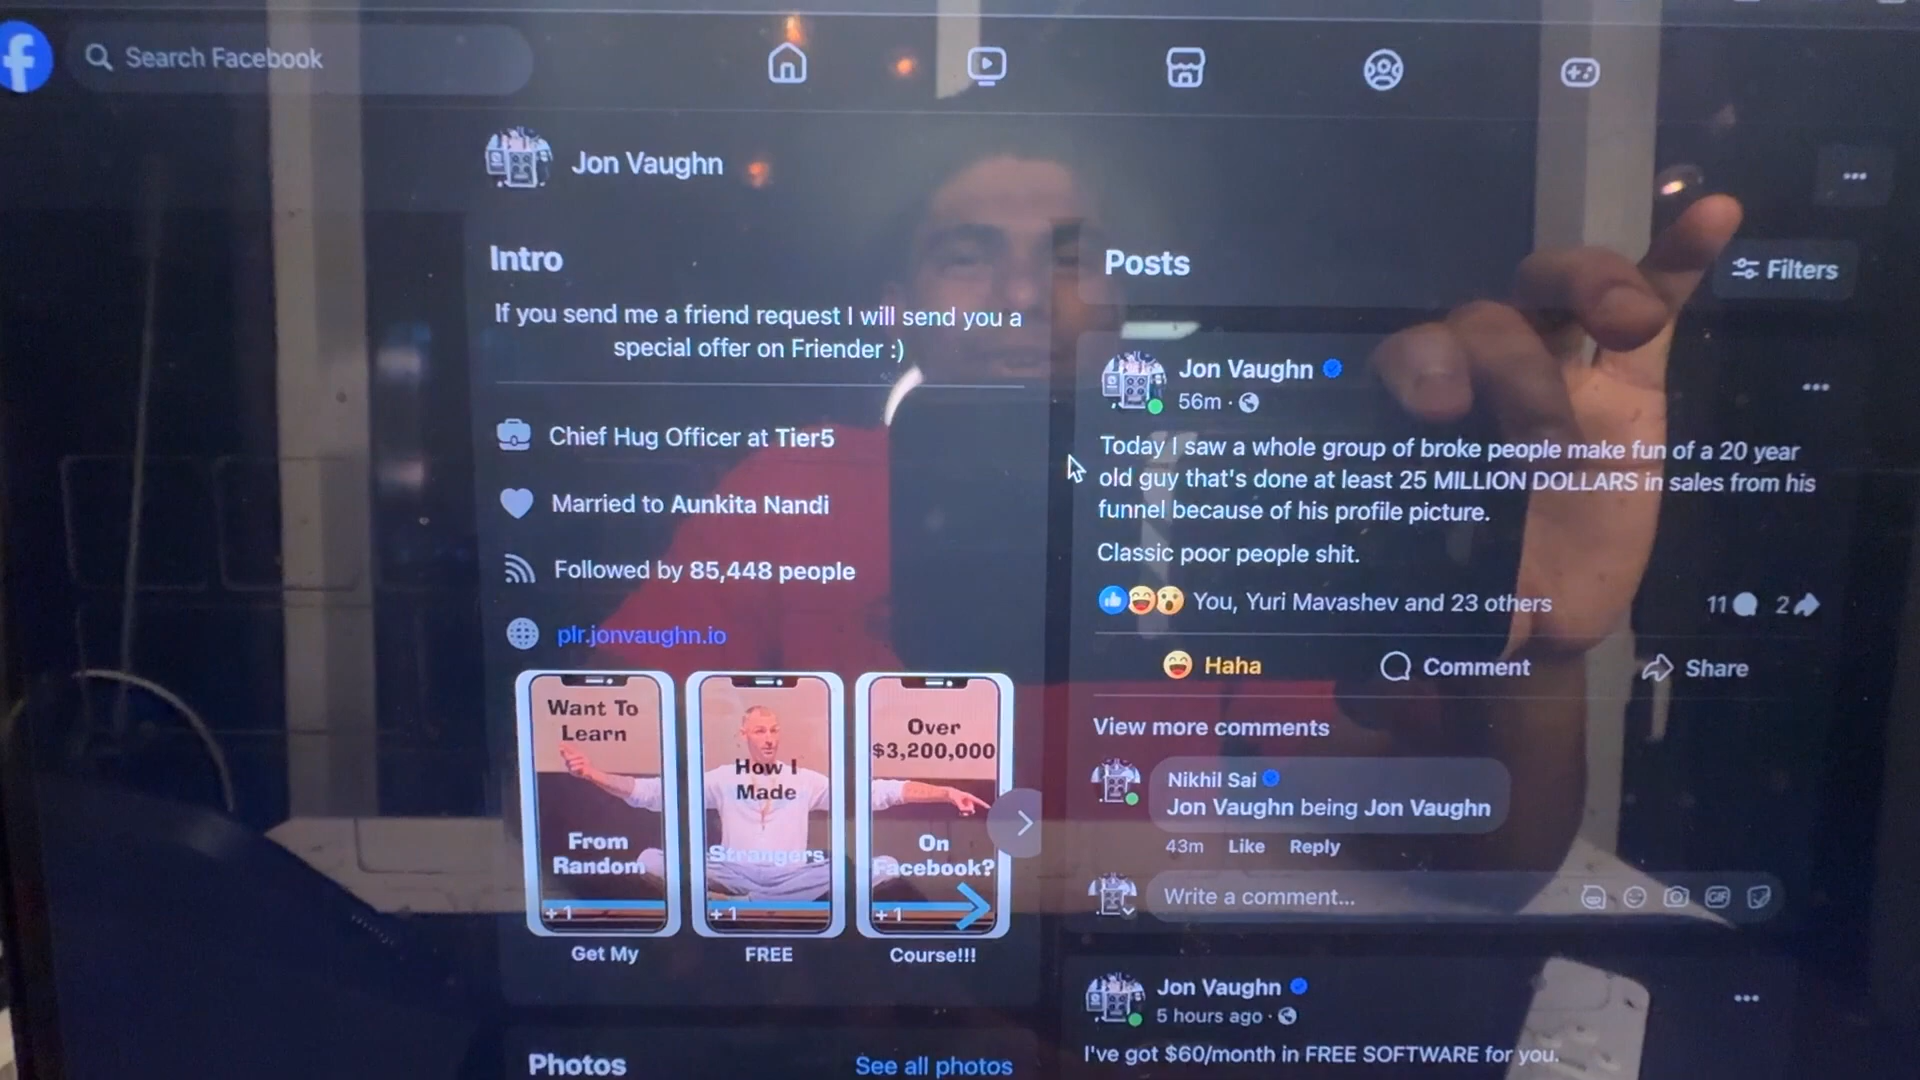 Search Facebook
Jon Vaughn
Intro
If you send me a friend request I will send you a
special offer on Friender :)
Chief Hug Officer at Tier5
Married to Aunkita Nandi
Followed by 85,448 people
plr.jonvaughn.io
Want To
Learn
From
Random
+1
Get My
How I
Made
Strangers
+1
FREE
Over
$3,200,000
On
Facebook?
+1
Course!!!
Photos
See all photos
Posts
Filters
Jon Vaughn
56m ·
Today I saw a whole group of broke people make fun of a 20 year
old guy that's done at least 25 MILLION DOLLARS in sales from his
funnel because of his profile picture.
Classic poor people shit.
You, Yuri Mavashev and 23 others
11
2
Haha
Comment
Share
View more comments
Nikhil Sai
Jon Vaughn being Jon Vaughn
43m Like Reply
Write a comment...
GIF
Jon Vaughn
5 hours ago ·
I've got $60/month in FREE SOFTWARE for you.